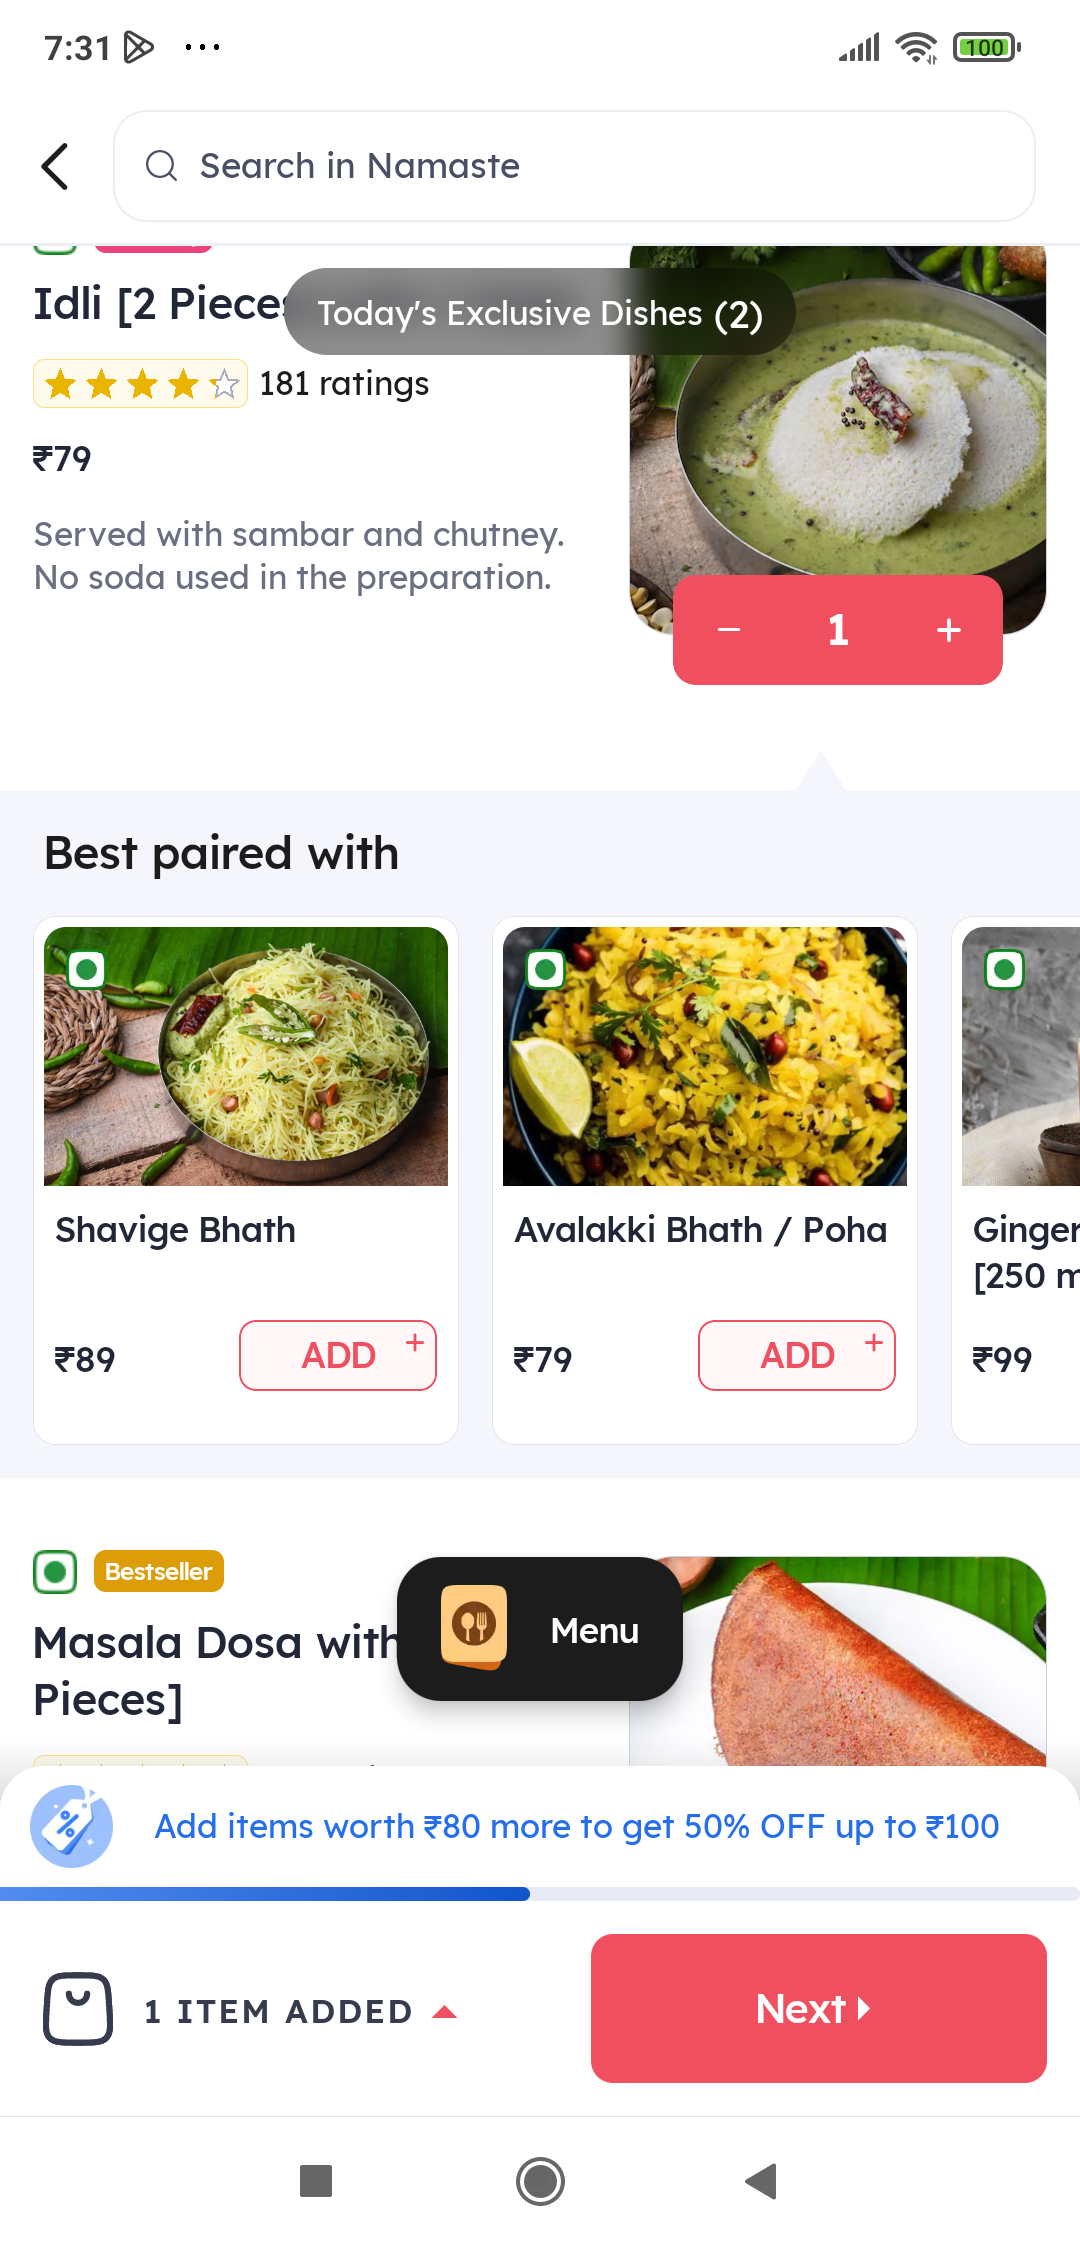 7:31
100
Search in Namaste
Idli [2 Pieces
Today's Exclusive Dishes (2)
181 ratings
₹79
Served with sambar and chutney.
No soda used in the preparation.
1
Best paired with
Shavige Bhath
₹89
ADD +
Avalakki Bhath / Poha
₹79
ADD +
Ginger
[250 m
₹99
Bestseller
Masala Dosa with
Pieces]
Menu
Add items worth ₹80 more to get 50% OFF up to ₹100
1 ITEM ADDED
Next